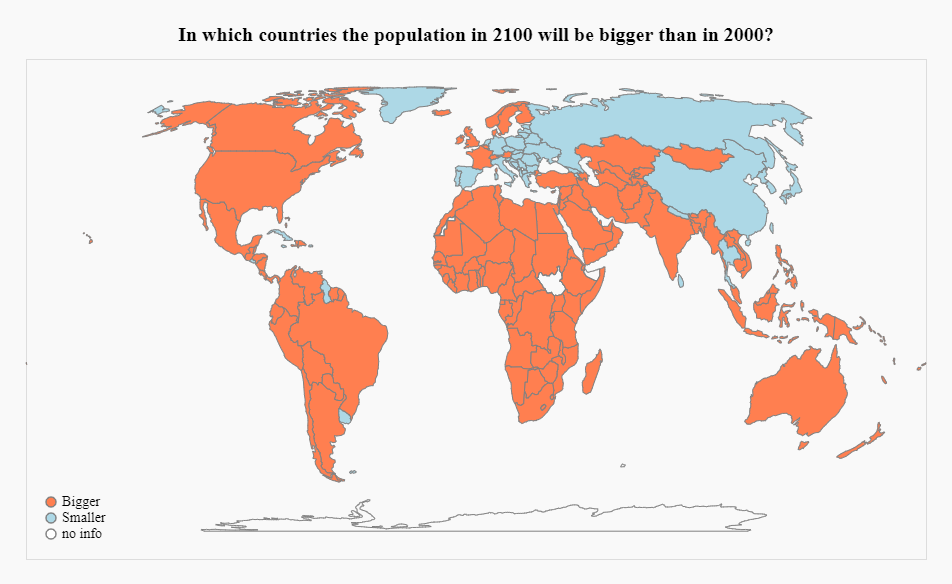 In which countries the population in 2100 will be bigger than in 2000?
Bigger
Smaller
no info